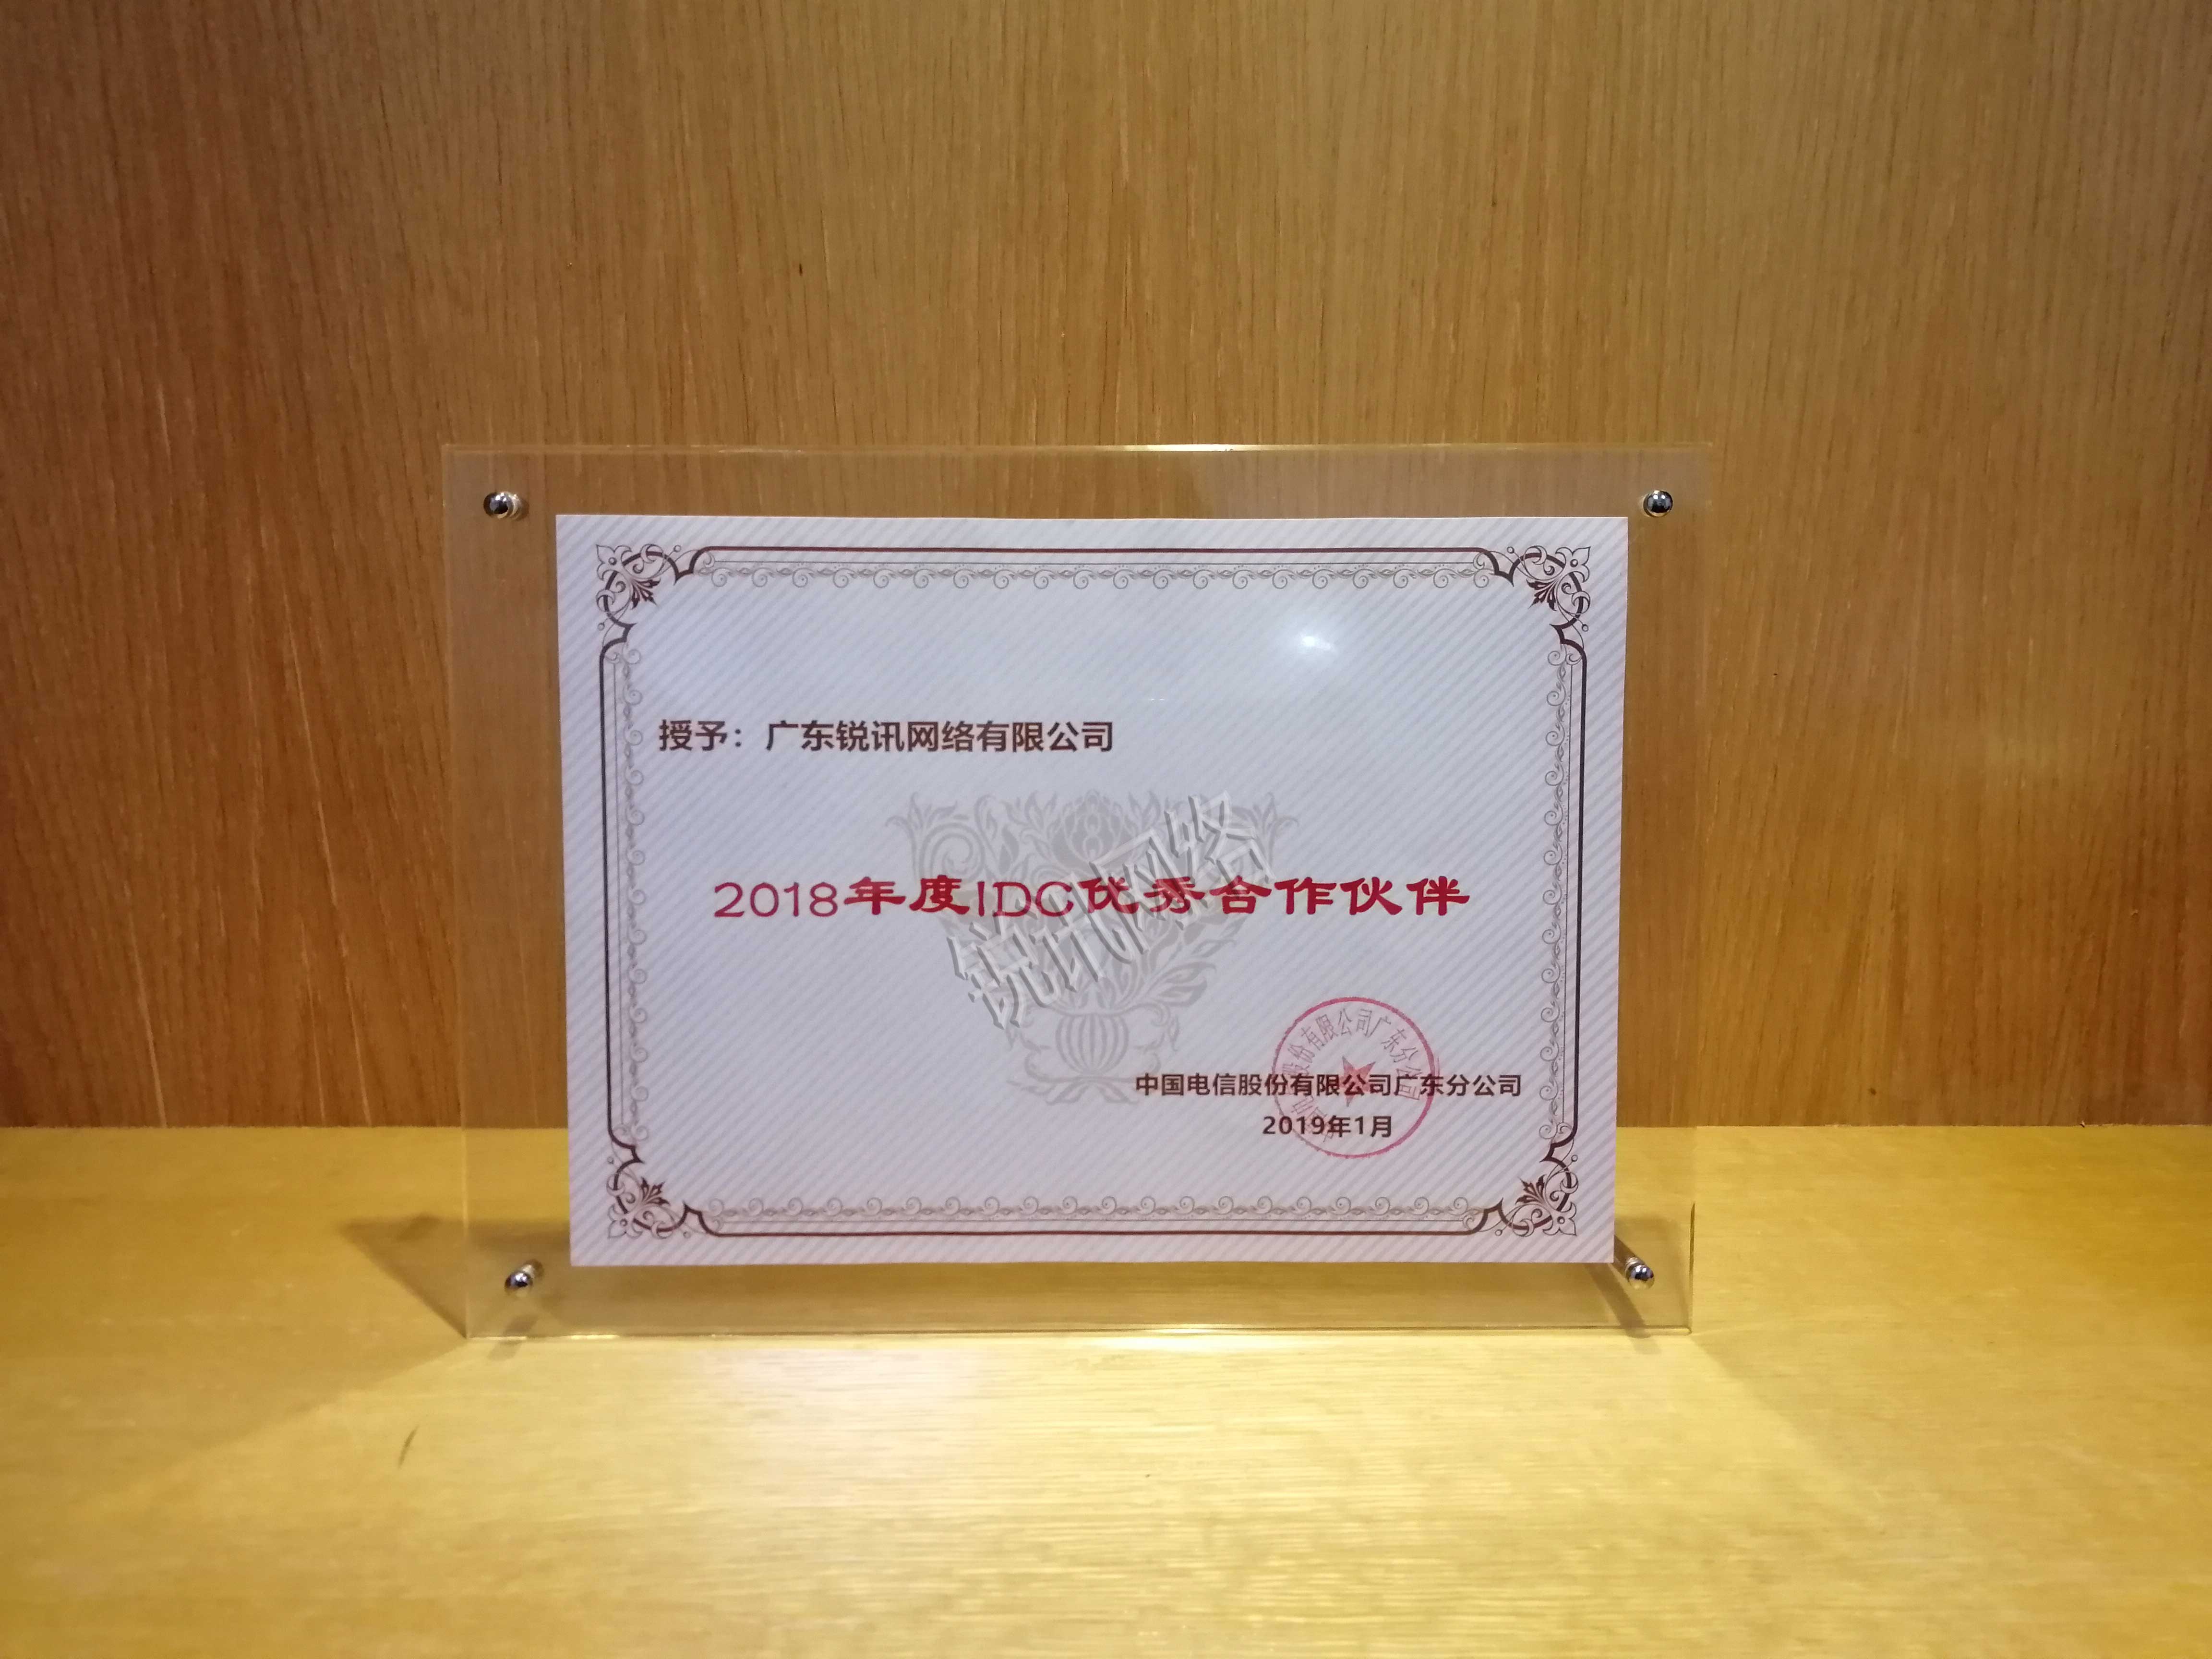 授予：广东锐讯网络有限公司
2018年度IDC优秀合作伙伴
锐讯网络
中国电信股份有限公司广东分公司
2019年1月
股份有限公司广东分公司